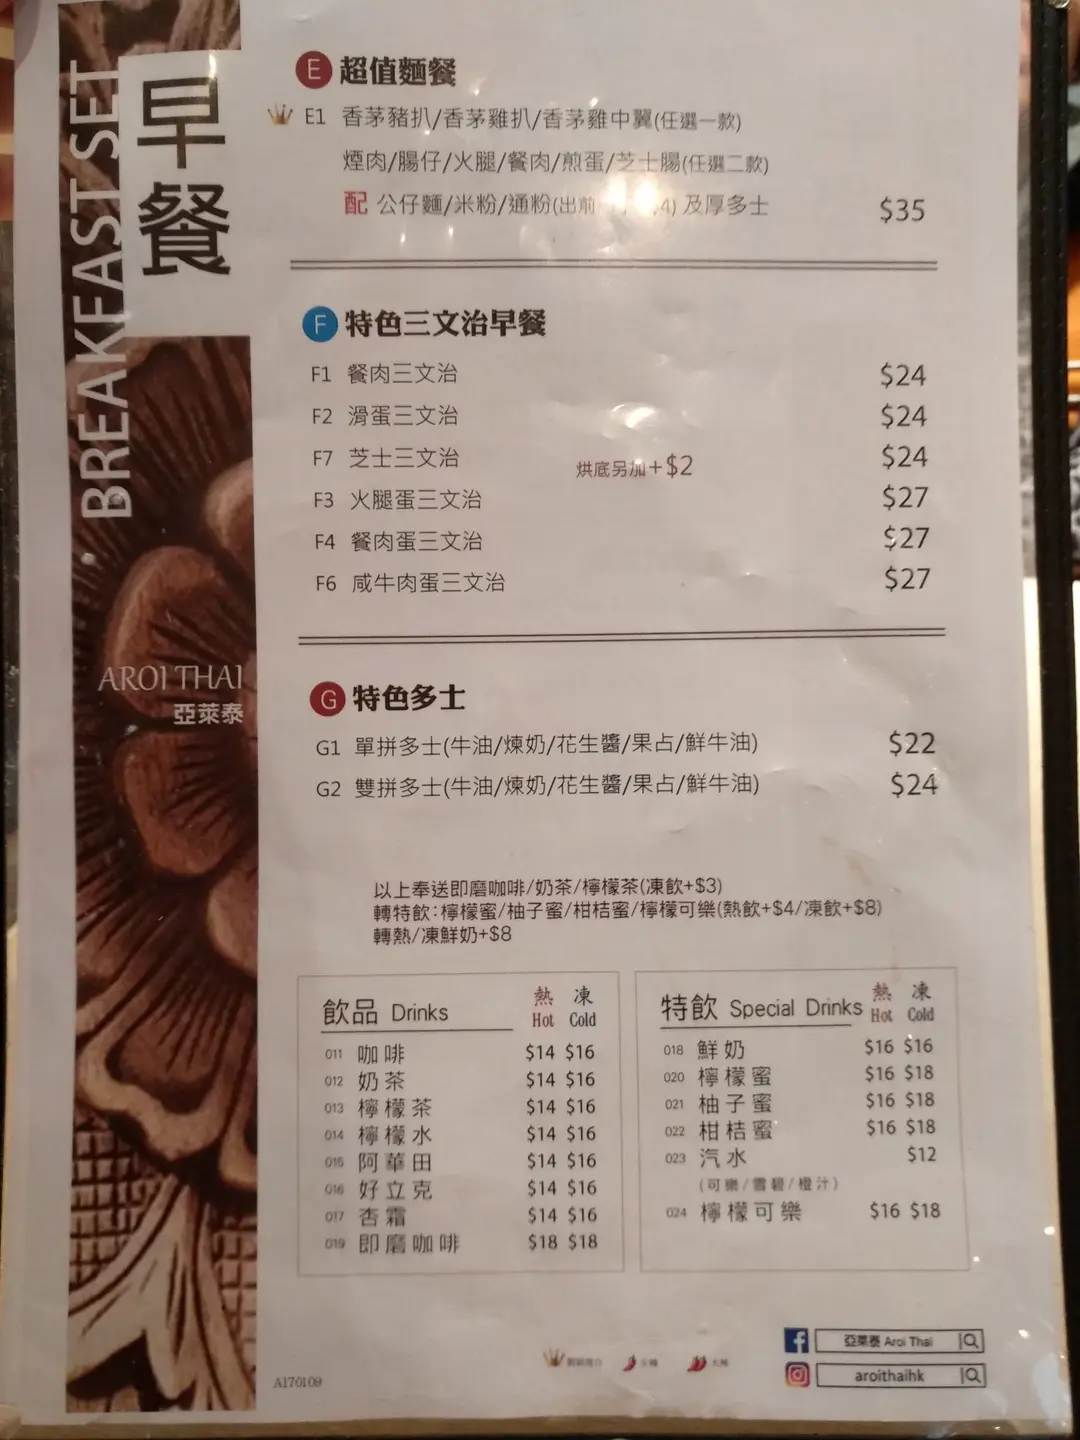 BREAKFAST SET
早餐
AROI THAI
亞萊泰
E 超值麵餐
E1 香茅豬扒/香茅雞扒/香茅雞中翼(任選一款)
煙肉/腸仔/火腿/餐肉/煎蛋/芝士腸(任選二款)
配 公仔麵/米粉/通粉(出前 4) 及厚多士 $35
F 特色三文治早餐
F1 餐肉三文治 $24
F2 滑蛋三文治 $24
F7 芝士三文治 $24
烘底另加+$2
F3 火腿蛋三文治 $27
F4 餐肉蛋三文治 $27
F6 咸牛肉蛋三文治 $27
G 特色多士
G1 單拼多士(牛油/煉奶/花生醬/果占/鮮牛油) $22
G2 雙拼多士(牛油/煉奶/花生醬/果占/鮮牛油) $24
以上奉送即磨咖啡/奶茶/檸檬茶(凍飲+$3)
轉特飲:檸檬蜜/柚子蜜/柑桔蜜/檸檬可樂(熱飲+$4/凍飲+$8)
轉熱/凍鮮奶+$8
飲品 Drinks 熱 Hot 凍 Cold
011 咖啡 $14 $16
012 奶茶 $14 $16
013 檸檬茶 $14 $16
014 檸檬水 $14 $16
015 阿華田 $14 $16
016 好立克 $14 $16
017 杏霜 $14 $16
019 即磨咖啡 $18 $18
特飲 Special Drinks 熱 Hot 凍 Cold
018 鮮奶 $16 $16
020 檸檬蜜 $16 $18
021 柚子蜜 $16 $18
022 柑桔蜜 $16 $18
023 汽水 $12
(可樂/雪碧/橙汁)
024 檸檬可樂 $16 $18
亞萊泰 Aroi Thai
aroithaihk
A170109